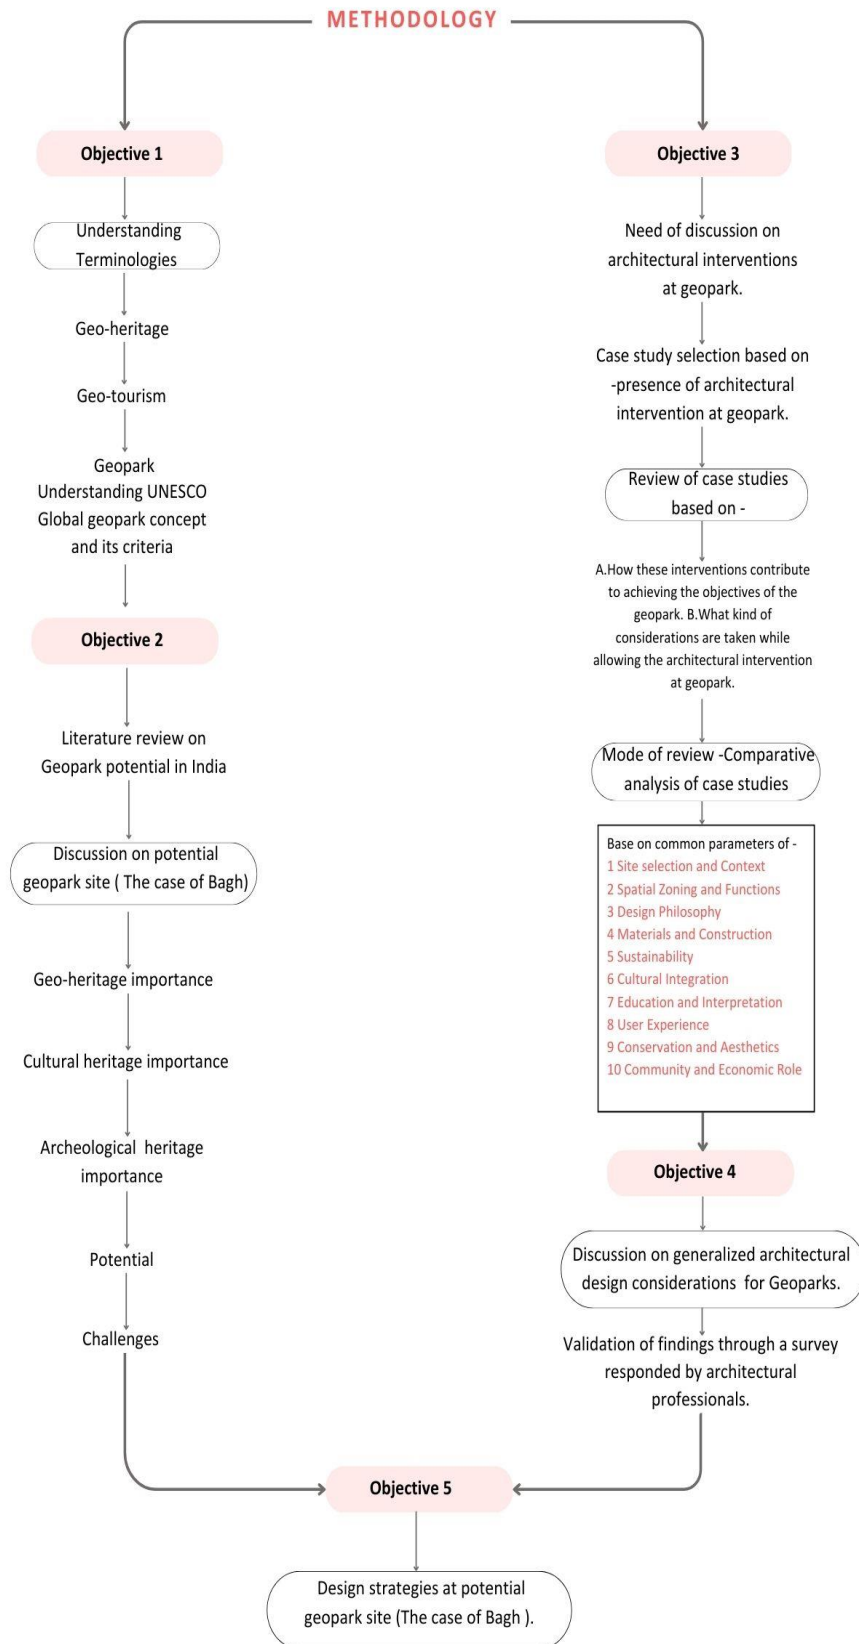 METHODOLOGY
Objective 1
Understanding
Terminologies
Geo-heritage
Geo-tourism
Geopark
Understanding UNESCO
Global geopark concept
and its criteria
Objective 2
Literature review on
Geopark potential in India
Discussion on potential
geopark site ( The case of Bagh)
Geo-heritage importance
Cultural heritage importance
Archeological heritage
importance
Potential
Challenges
Objective 3
Need of discussion on
architectural interventions
at geopark.
Case study selection based on
-presence of architectural
intervention at geopark.
Review of case studies
based on -
A.How these interventions contribute
to achieving the objectives of the
geopark. B.What kind of
considerations are taken while
allowing the architectural intervention
at geopark.
Mode of review -Comparative
analysis of case studies
Base on common parameters of -
1 Site selection and Context
2 Spatial Zoning and Functions
3 Design Philosophy
4 Materials and Construction
5 Sustainability
6 Cultural Integration
7 Education and Interpretation
8 User Experience
9 Conservation and Aesthetics
10 Community and Economic Role
Objective 4
Discussion on generalized architectural
design considerations for Geoparks.
Validation of findings through a survey
responded by architectural
professionals.
Objective 5
Design strategies at potential
geopark site (The case of Bagh ).